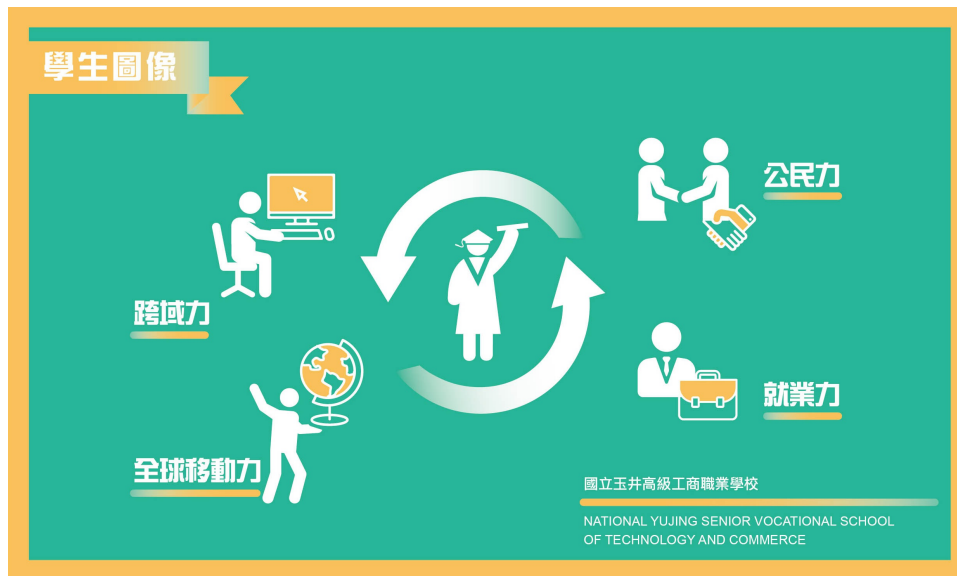 學生圖像
公民力
跨域力
就業力
全球移動力
國立玉井高級工商職業學校
NATIONAL YUJING SENIOR VOCATIONAL SCHOOL
OF TECHNOLOGY AND COMMERCE